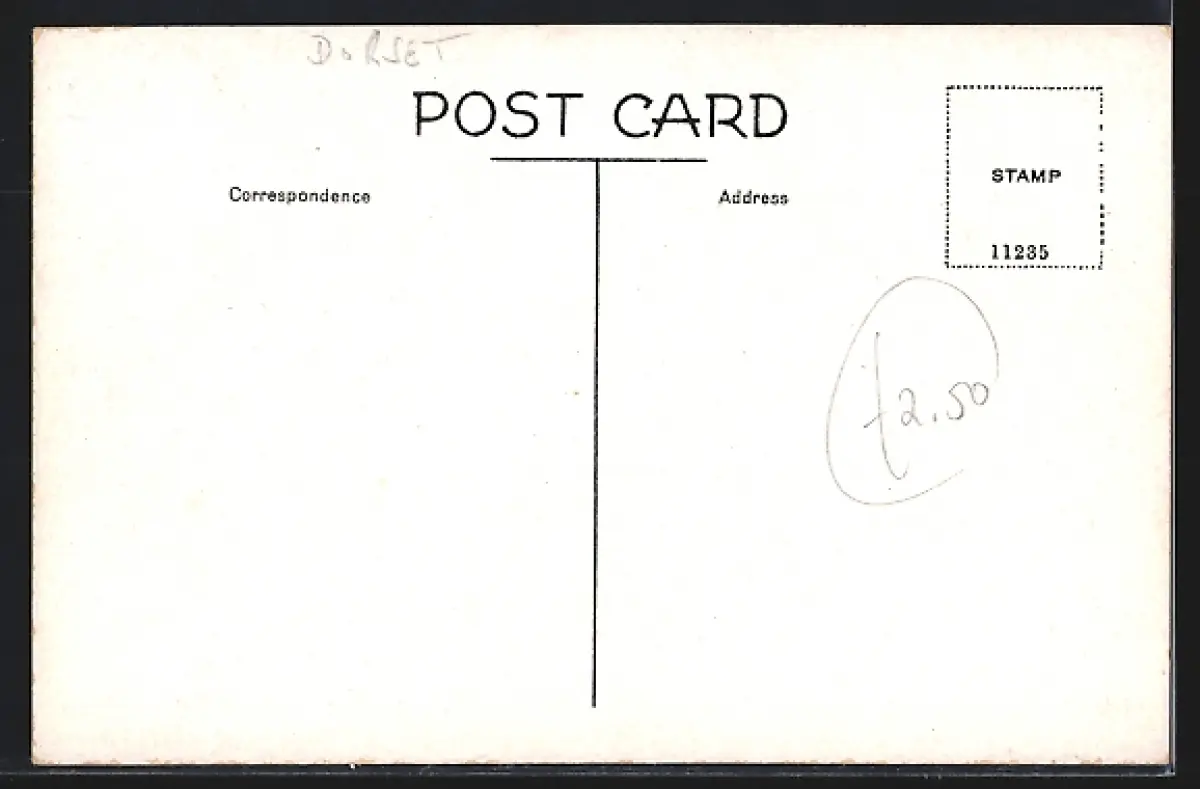 DORSET
POST CARD
Correspondence
Address
STAMP
11235
£2.50